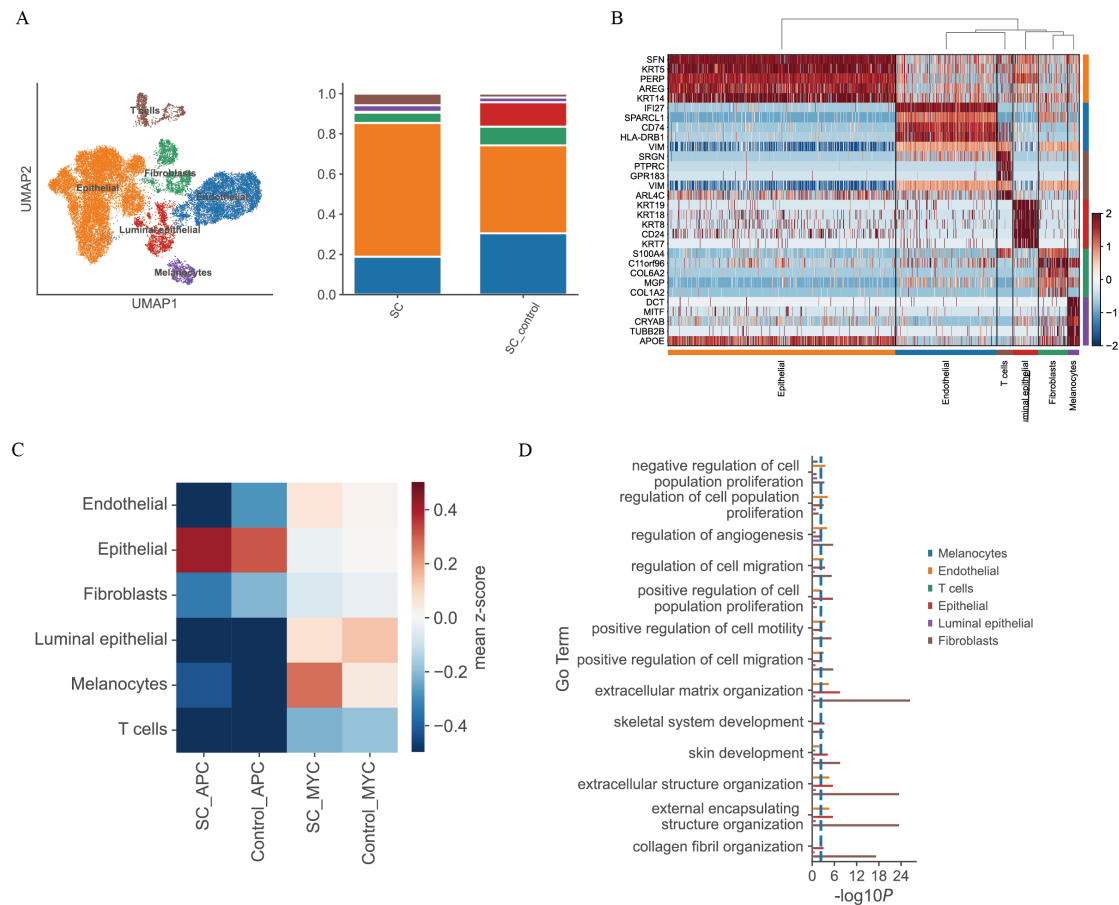 A
T cells
Fibroblasts
Epithelial
Endothelial
Luminal epithelial
Melanocytes
UMAP2
UMAP1
1.0
0.8
0.6
0.4
0.2
0.0
SC
SC_control
B
SFN
KRT5
PERP
AREG
KRT14
IFI27
SPARCL1
CD74
HLA-DRB1
VIM
SRGN
PTPRC
GPR183
VIM
ARL4C
KRT19
KRT18
KRT8
CD24
KRT7
S100A4
C11orf96
COL6A2
MGP
COL1A2
DCT
MITF
CRYAB
TUBB2B
APOE
2
1
0
−1
−2
Epithelial
Endothelial
T cells
minal epithelial
Fibroblasts
Melanocytes
C
Endothelial
Epithelial
Fibroblasts
Luminal epithelial
Melanocytes
T cells
SC_APC
Control_APC
SC_MYC
Control_MYC
0.4
0.2
0.0
−0.2
−0.4
mean z-score
D
Go Term
negative regulation of cell
population proliferation
regulation of cell population
proliferation
regulation of angiogenesis
regulation of cell migration
positive regulation of cell
population proliferation
positive regulation of cell motility
positive regulation of cell migration
extracellular matrix organization
skeletal system development
skin development
extracellular structure organization
external encapsulating
structure organization
collagen fibril organization
0 6 12 18 24
-log10P
Melanocytes
Endothelial
T cells
Epithelial
Luminal epithelial
Fibroblasts